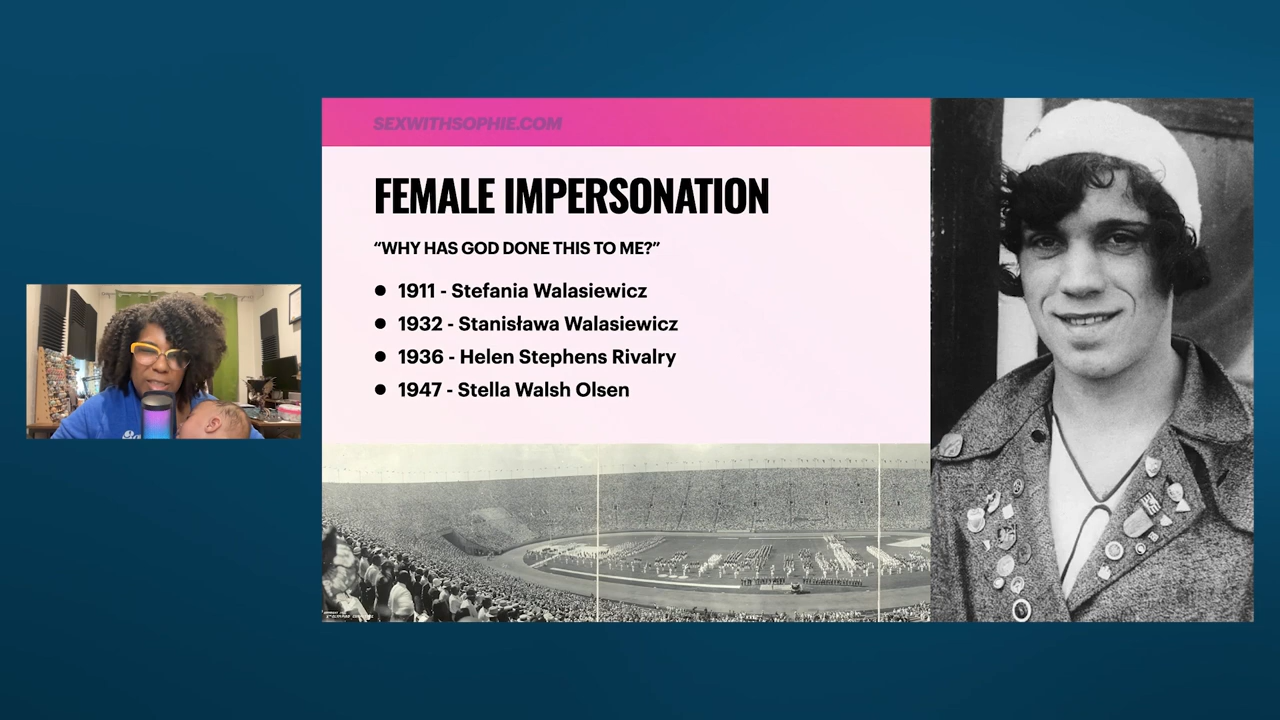 SEXWITHSOPHIE.COM
FEMALE IMPERSONATION
“WHY HAS GOD DONE THIS TO ME?”
● 1911 - Stefania Walasiewicz
● 1932 - Stanisława Walasiewicz
● 1936 - Helen Stephens Rivalry
● 1947 - Stella Walsh Olsen